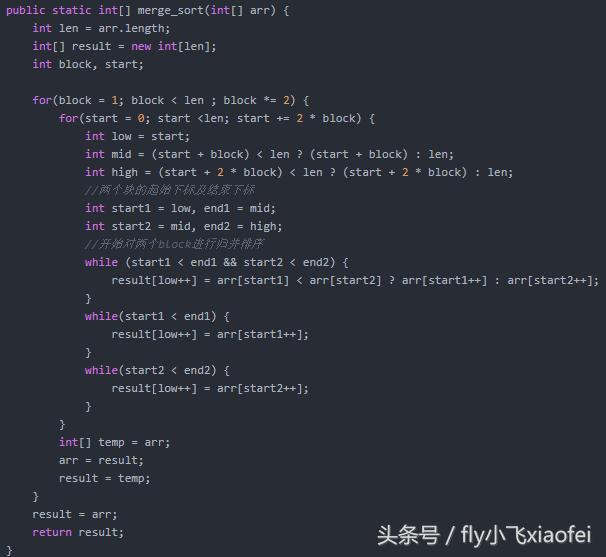 public static int[] merge_sort(int[] arr) {
    int len = arr.length;
    int[] result = new int[len];
    int block, start;

    for(block = 1; block < len ; block *= 2) {
        for(start = 0; start <len; start += 2 * block) {
            int low = start;
            int mid = (start + block) < len ? (start + block) : len;
            int high = (start + 2 * block) < len ? (start + 2 * block) : len;
            //两个块的起始下标及结束下标
            int start1 = low, end1 = mid;
            int start2 = mid, end2 = high;
            //开始对两个block进行归并排序
            while (start1 < end1 && start2 < end2) {
                result[low++] = arr[start1] < arr[start2] ? arr[start1++] : arr[start2++];
            }
            while(start1 < end1) {
                result[low++] = arr[start1++];
            }
            while(start2 < end2) {
                result[low++] = arr[start2++];
            }
        }
        int[] temp = arr;
        arr = result;
        result = temp;
    }
    result = arr;
    return result;
}
头条号 / fly小飞xiaofei